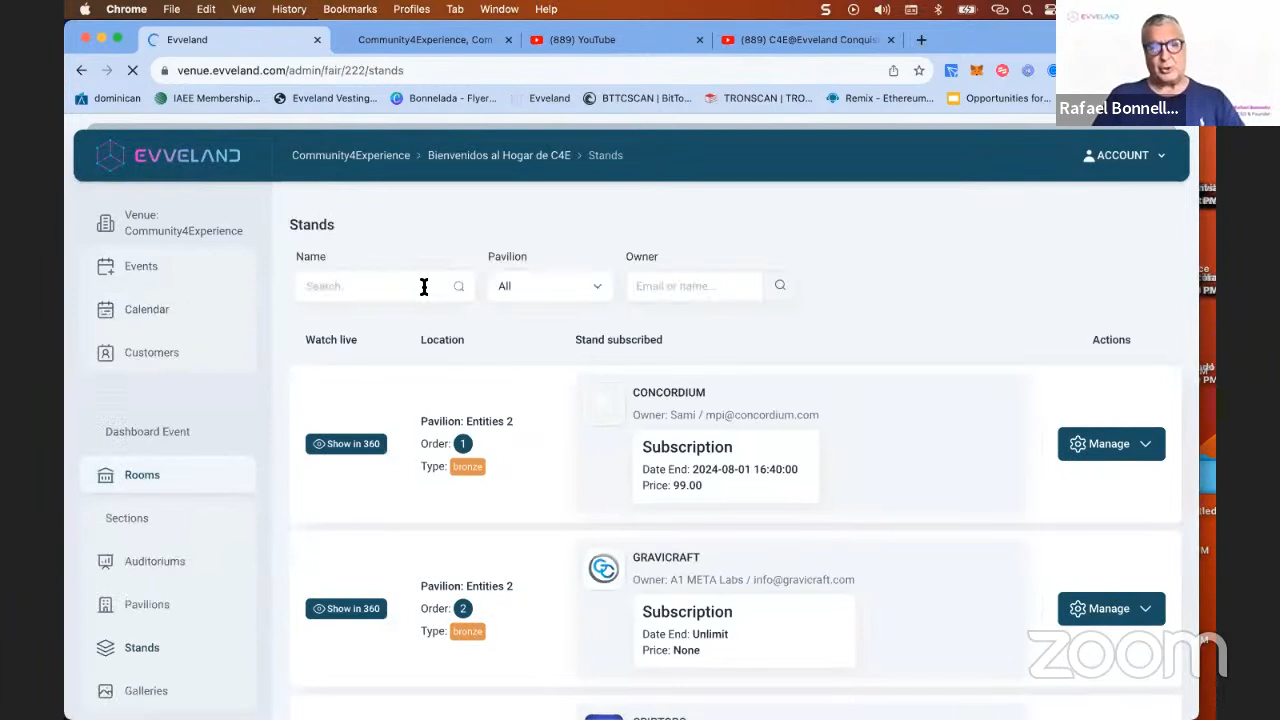 Chrome File Edit View History Bookmarks Profiles Tab Window Help
Evveland
Community4Experience, Com
(889) YouTube
(889) C4E@Evveland Conquis
venue.evveland.com/admin/fair/222/stands
dominican
IAEE Membership...
Evveland Vesting...
Bonnelada - Flyer...
Evveland
BTTCSCAN | BitTo...
TRONSCAN | TRO...
Remix - Ethereum...
Opportunities for...
EVVELAND
Rafael Bonnell...
EVVELAND
Community4Experience > Bienvenidos al Hogar de C4E > Stands
ACCOUNT
Venue:
Community4Experience
Events
Calendar
Customers
Dashboard Event
Rooms
Sections
Auditoriums
Pavilions
Stands
Galleries
Stands
Name
Pavilion
Owner
Search.
All
Email or name...
Watch live
Location
Stand subscribed
Actions
Show in 360
Pavilion: Entities 2
Order: 1
Type: bronze
CONCORDIUM
Owner: Sami / mpi@concordium.com
Subscription
Date End: 2024-08-01 16:40:00
Price: 99.00
Manage
Show in 360
Pavilion: Entities 2
Order: 2
Type: bronze
GC
GRAVICRAFT
Owner: A1 META Labs / info@gravicraft.com
Subscription
Date End: Unlimit
Price: None
Manage
zoom